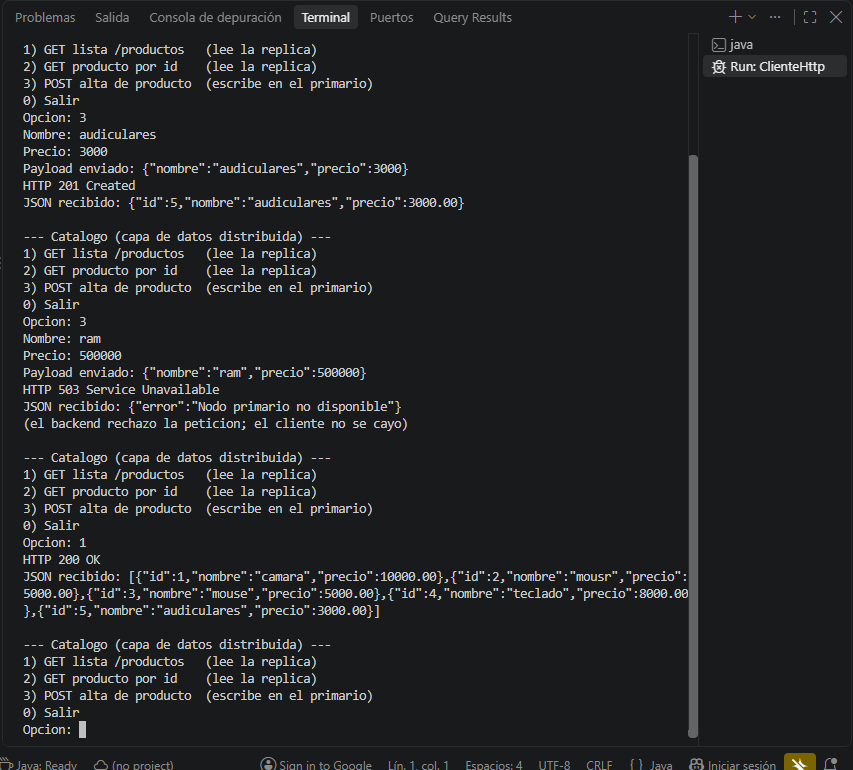 Problemas Salida Consola de depuración Terminal Puertos Query Results
java
Run: ClienteHttp
1) GET lista /productos (lee la replica)
2) GET producto por id (lee la replica)
3) POST alta de producto (escribe en el primario)
0) Salir
Opcion: 3
Nombre: audiculares
Precio: 3000
Payload enviado: {"nombre":"audiculares","precio":3000}
HTTP 201 Created
JSON recibido: {"id":5,"nombre":"audiculares","precio":3000.00}
--- Catalogo (capa de datos distribuida) ---
1) GET lista /productos (lee la replica)
2) GET producto por id (lee la replica)
3) POST alta de producto (escribe en el primario)
0) Salir
Opcion: 3
Nombre: ram
Precio: 500000
Payload enviado: {"nombre":"ram","precio":500000}
HTTP 503 Service Unavailable
JSON recibido: {"error":"Nodo primario no disponible"}
(el backend rechazo la peticion; el cliente no se cayo)
--- Catalogo (capa de datos distribuida) ---
1) GET lista /productos (lee la replica)
2) GET producto por id (lee la replica)
3) POST alta de producto (escribe en el primario)
0) Salir
Opcion: 1
HTTP 200 OK
JSON recibido: [{"id":1,"nombre":"camara","precio":10000.00},{"id":2,"nombre":"mousr","precio":
5000.00},{"id":3,"nombre":"mouse","precio":5000.00},{"id":4,"nombre":"teclado","precio":8000.00
},{"id":5,"nombre":"audiculares","precio":3000.00}]
--- Catalogo (capa de datos distribuida) ---
1) GET lista /productos (lee la replica)
2) GET producto por id (lee la replica)
3) POST alta de producto (escribe en el primario)
0) Salir
Opcion:
Java: Ready (no project) Sign in to Google Lín. 1, col. 1 Espacios: 4 UTF-8 CRLF { } Java Iniciar sesión